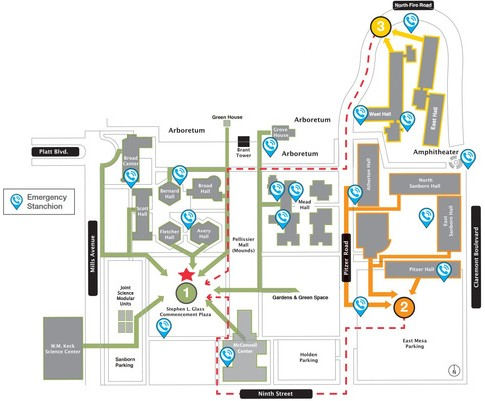 North Fire Road
3
Green House
Arboretum
Arboretum
Grove
House
Brant
Tower
Arboretum
West Hall
East Hall
Amphitheater
Platt Blvd.
Broad
Center
Bernard
Hall
Broad
Hall
Atherton Hall
North
Sanborn Hall
Emergency
Stanchion
Scott
Hall
Mead
Hall
East
Sanborn Hall
Fletcher
Hall
Avery
Hall
Pellissier
Mall
(Mounds)
Mills Avenue
Pitzer Road
Claremont Boulevard
Pitzer Hall
Joint
Science
Modular
Units
1
Stephen L. Glass
Commencement Plaza
Gardens & Green Space
2
W.M. Keck
Science Center
Sanborn
Parking
McConnell
Center
Holden
Parking
East Mesa
Parking
N
Ninth Street